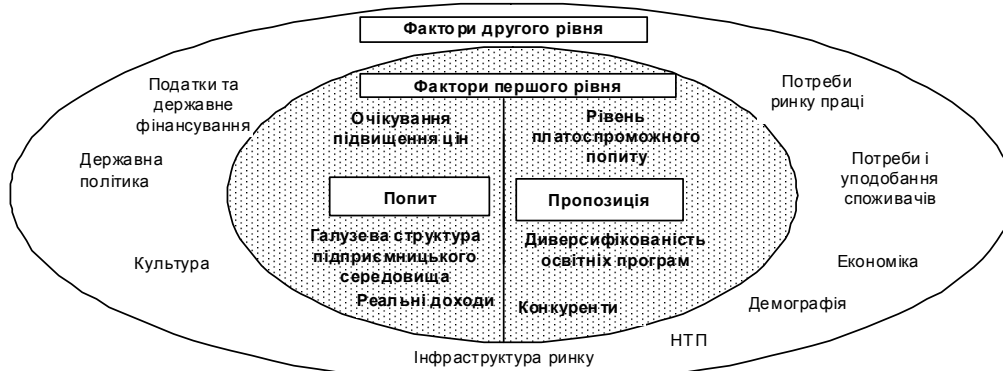 Фактори другого рівня
Фактори першого рівня
Податки та
державне
фінансування
Державна
політика
Культура
Очікування
підвищення цін
Попит
Галузева структура
підприємницького
середовища
Реальні доходи
Рівень
платоспроможного
попиту
Пропозиція
Диверсифікованість
освітніх програм
Конкуренти
Потреби
ринку праці
Потреби і
уподобання
споживачів
Економіка
Демографія
НТП
Інфраструктура ринку